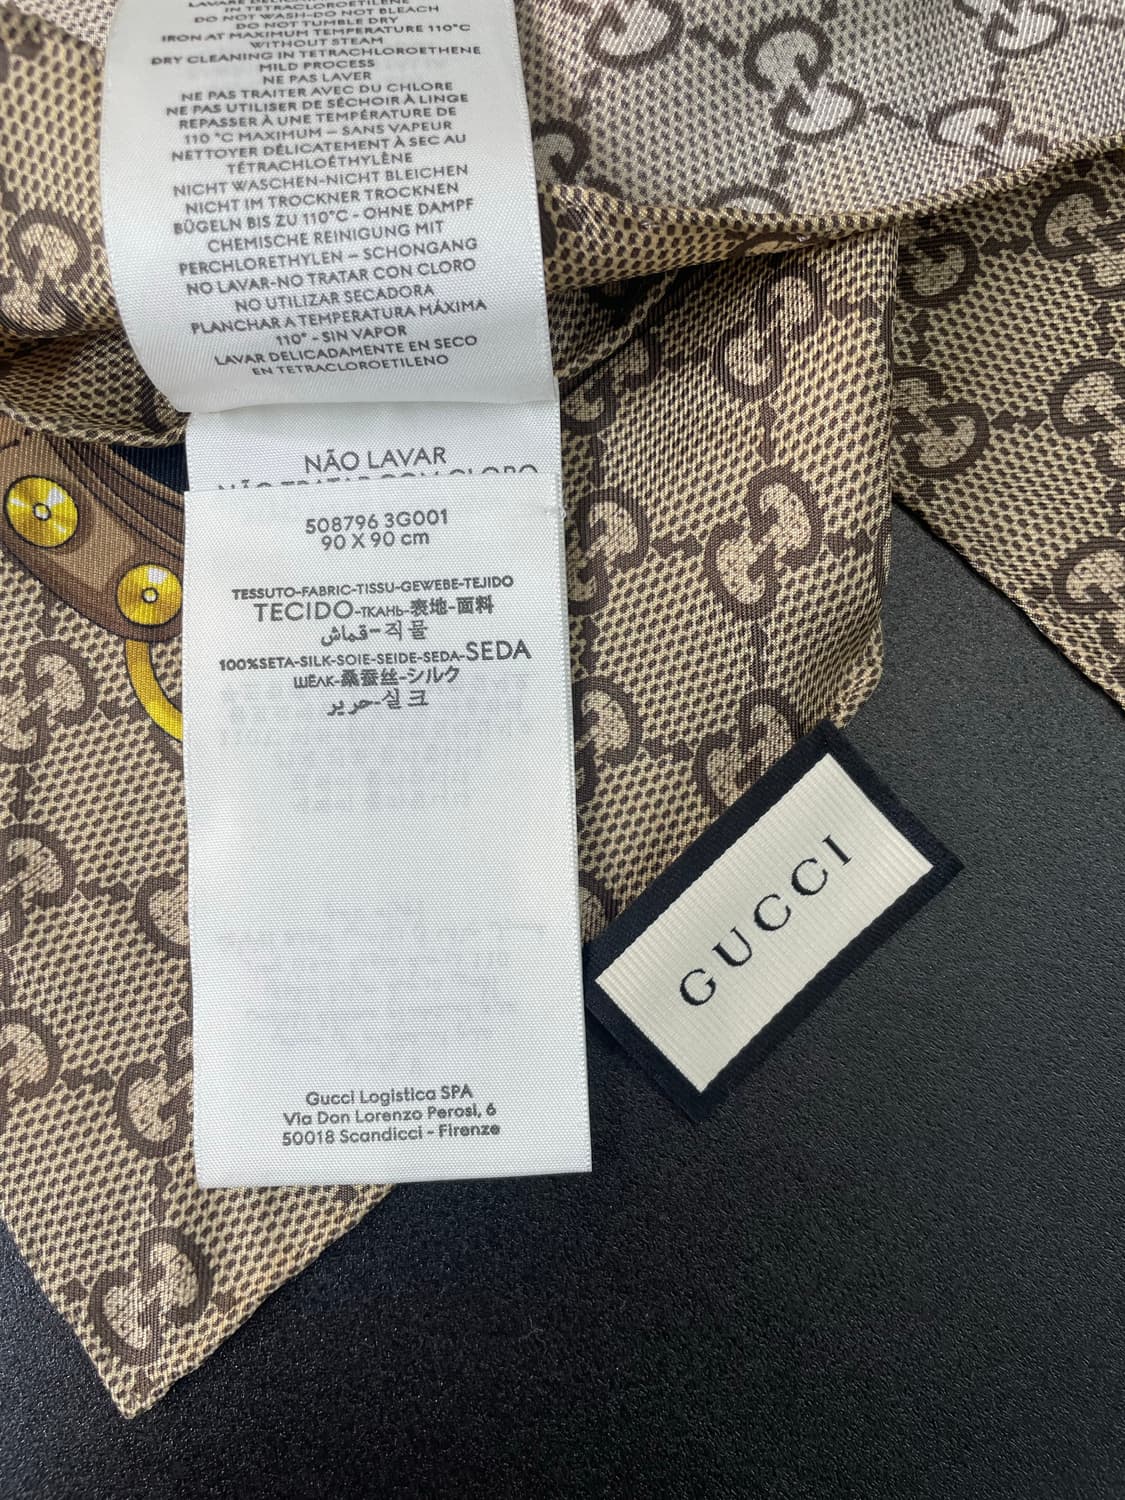 IN TETRACLOROETILENE
DO NOT WASH-DO NOT BLEACH
DO NOT TUMBLE DRY
IRON AT MAXIMUM TEMPERATURE 110°C
WITHOUT STEAM
DRY CLEANING IN TETRACHLOROETHENE
MILD PROCESS
NE PAS LAVER
NE PAS TRAITER AVEC DU CHLORE
NE PAS UTILISER DE SÉCHOIR À LINGE
REPASSER À UNE TEMPÉRATURE DE
110 °C MAXIMUM – SANS VAPEUR
NETTOYER DÉLICATEMENT À SEC AU
TÉTRACHLOÉTHYLÈNE
NICHT WASCHEN-NICHT BLEICHEN
NICHT IM TROCKNER TROCKNEN
BÜGELN BIS ZU 110°C - OHNE DAMPF
CHEMISCHE REINIGUNG MIT
PERCHLORETHYLEN – SCHONGANG
NO LAVAR-NO TRATAR CON CLORO
NO UTILIZAR SECADORA
PLANCHAR A TEMPERATURA MÁXIMA
110° - SIN VAPOR
LAVAR DELICADAMENTE EN SECO
EN TETRACLOROETILENO
NÃO LAVAR
NÃO TRATAR COM CLORO
508796 3G001
90 X 90 cm
TESSUTO-FABRIC-TISSU-GEWEBE-TEJIDO
TECIDO-ТКАНЬ-表地-面料
قماش-직물
100%SETA-SILK-SOIE-SEIDE-SEDA-SEDA
ШЁЛК-桑蚕丝-シルク
حرير-실크
Gucci Logistica SPA
Via Don Lorenzo Perosi, 6
50018 Scandicci - Firenze
GUCCI